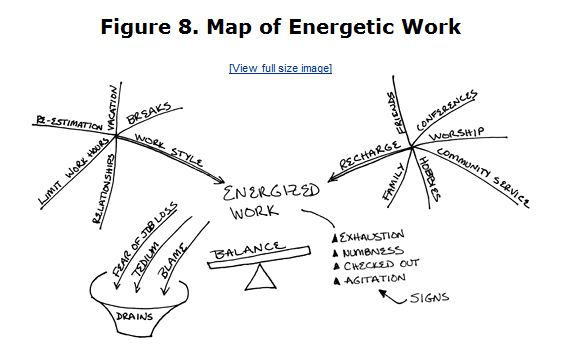 Figure 8. Map of Energetic Work
[View full size image]
RE-ESTIMATION
VACATION
BREAKS
WORK STYLE
LIMIT WORK HOURS
RELATIONSHIPS
FRIENDS
CONFERENCES
WORSHIP
RECHARGE
COMMUNITY SERVICE
FAMILY
HOBBIES
ENERGIZED
WORK
FEAR OF JOB LOSS
TEDIUM
BLAME
DRAINS
BALANCE
EXHAUSTION
NUMBNESS
CHECKED OUT
AGITATION
SIGNS